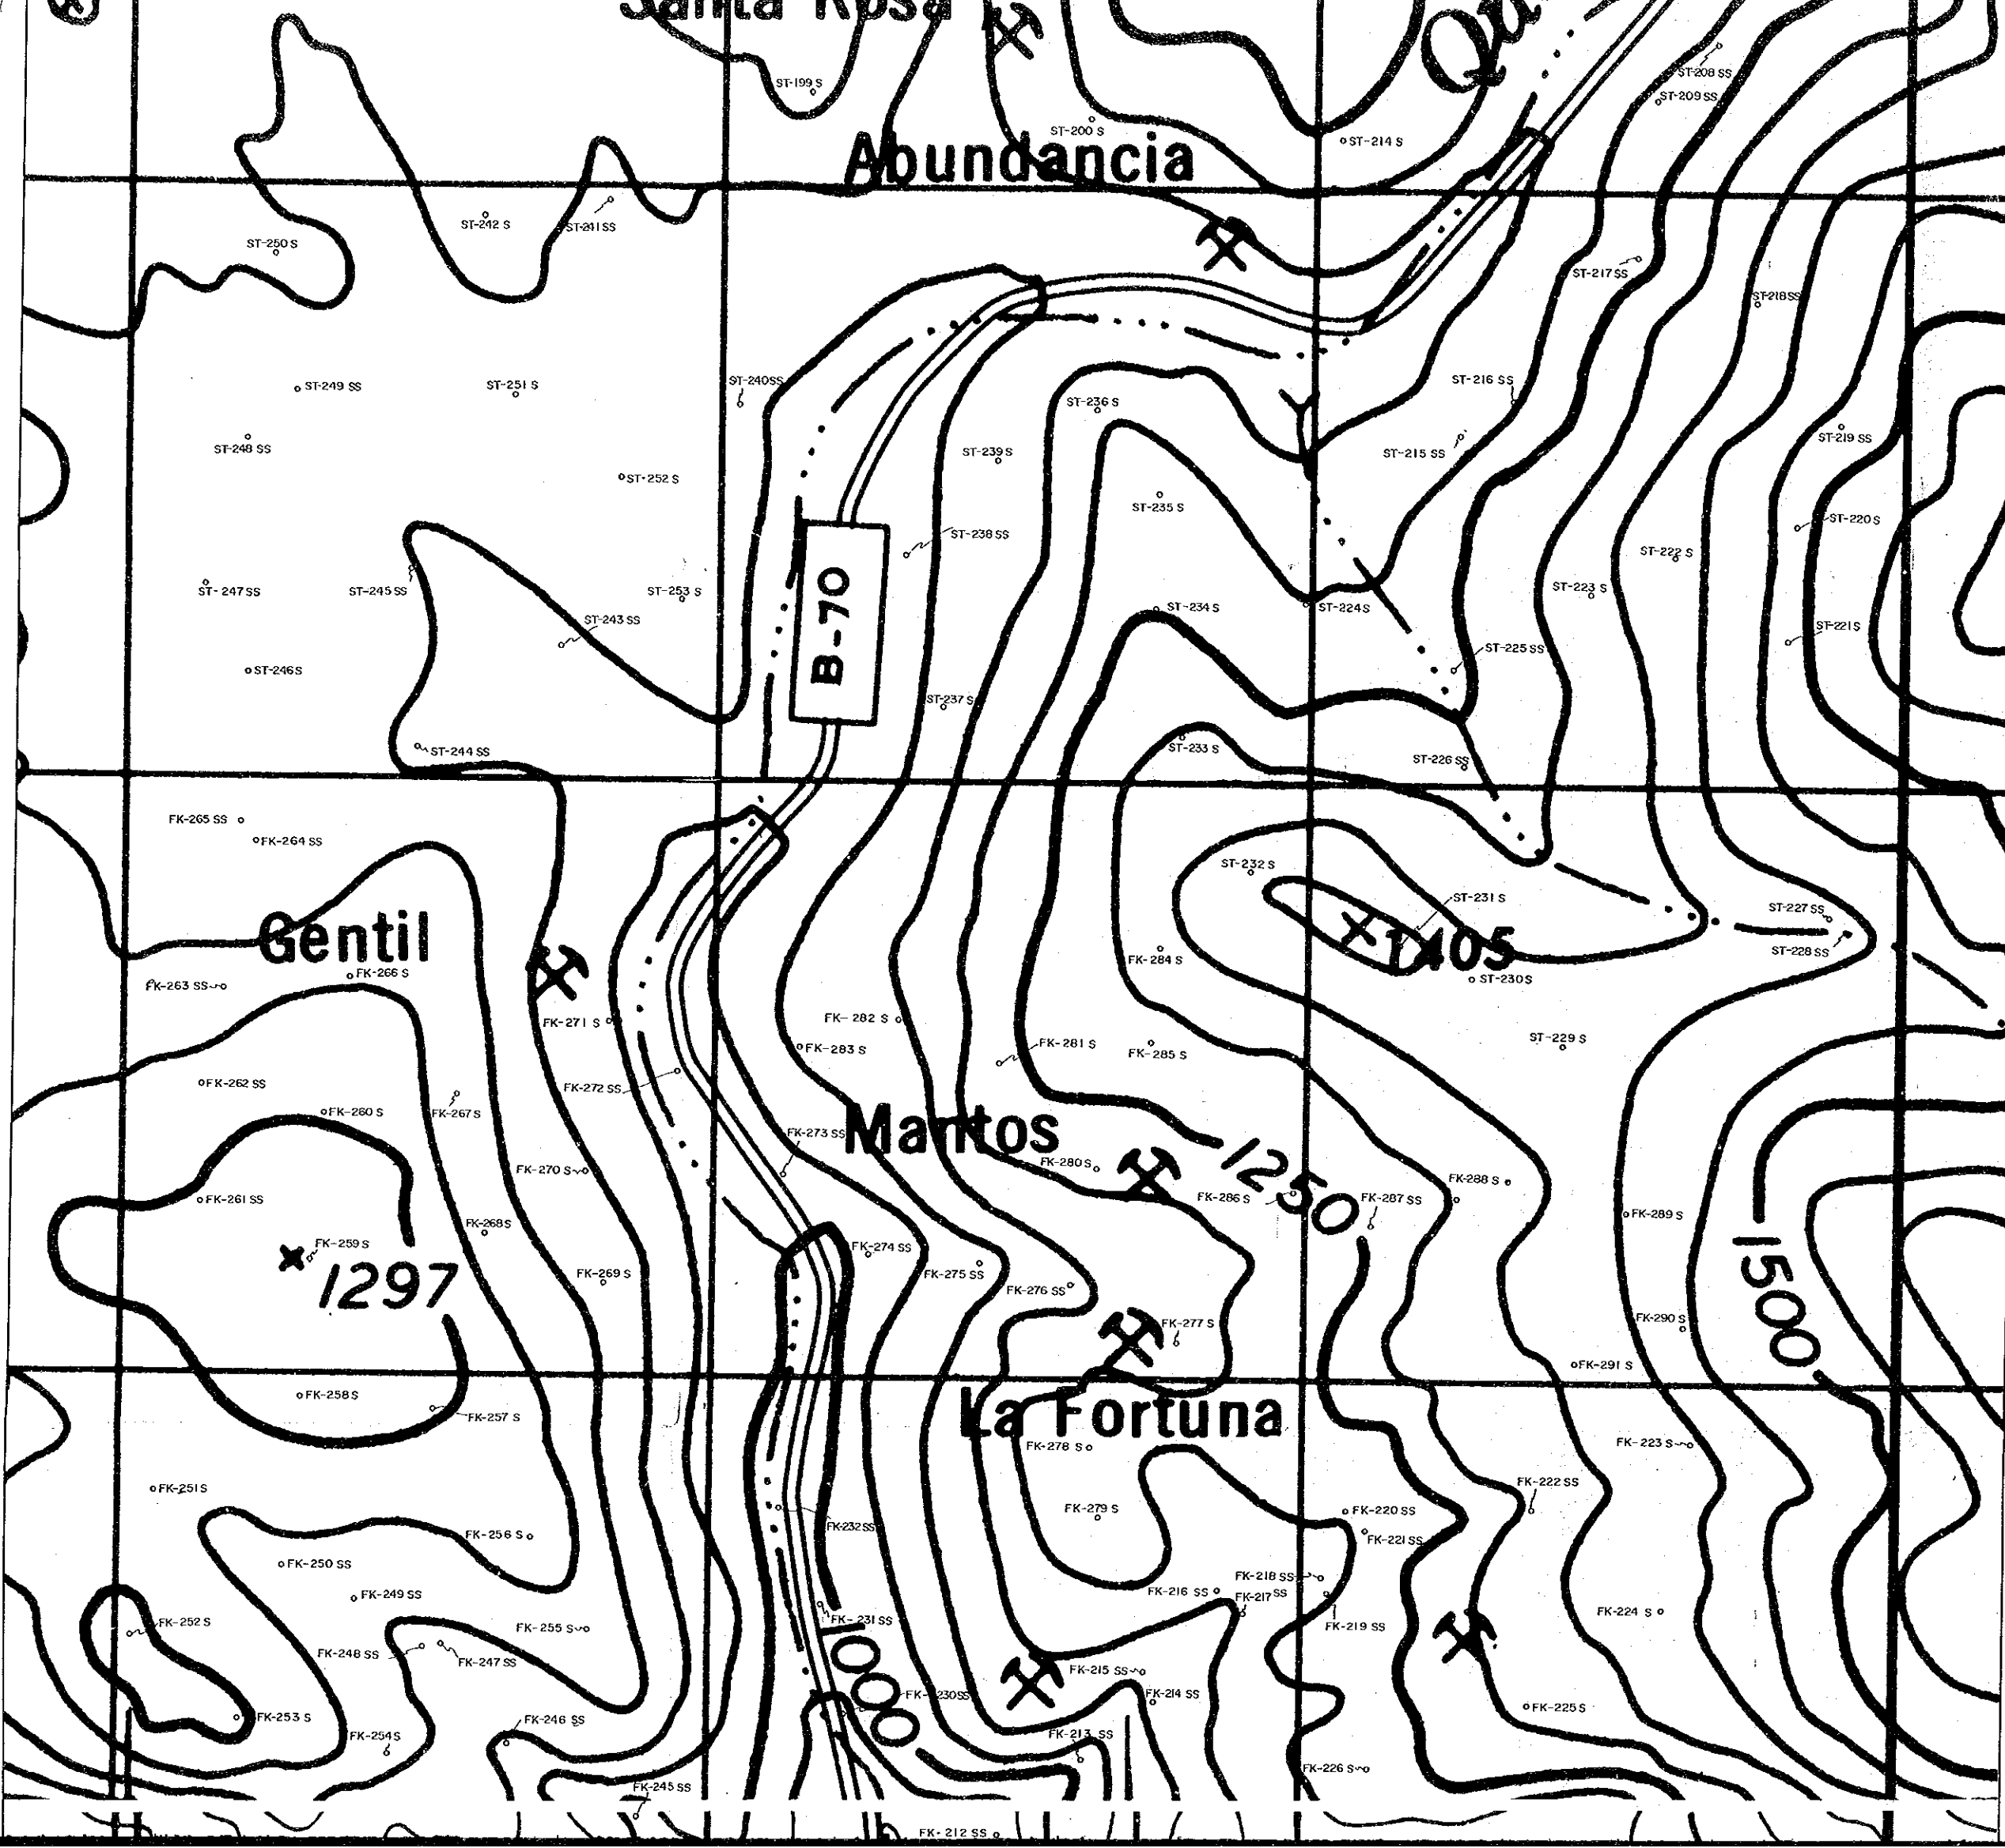 Santa Rosa
Qu
ST-199 S
ST-208 SS
ST-209 SS
ST-200 S
ST-214 S
Abundancia
ST-242 S
ST-241 SS
ST-250 S
ST-217 SS
ST-218 SS
ST-249 SS
ST-251 S
ST-240 SS
ST-216 SS
ST-236 S
ST-248 SS
ST-239 S
ST-215 SS
ST-219 SS
ST-252 S
ST-235 S
ST-220 S
ST-238 SS
ST-222 S
B-70
ST-247 SS
ST-245 SS
ST-253 S
ST-223 S
ST-243 SS
ST-234 S
ST-224 S
ST-221 S
ST-225 SS
ST-246 S
ST-237 S
ST-244 SS
ST-233 S
ST-226 SS
FK-265 SS
FK-264 SS
ST-232 S
ST-231 S
ST-227 SS
Gentil
1405
ST-228 SS
FK-284 S
FK-266 S
ST-230 S
FK-263 SS
FK-271 S
FK-282 S
ST-229 S
FK-283 S
FK-281 S
FK-285 S
FK-262 SS
FK-272 SS
FK-260 S
FK-267 S
FK-273 SS
Mantos
FK-270 S
FK-280 S
1250
FK-288 S
FK-261 SS
FK-286 S
FK-287 SS
FK-268 S
FK-289 S
FK-259 S
FK-274 SS
1297
FK-269 S
FK-275 SS
FK-276 SS
1500
FK-277 S
FK-290 S
FK-291 S
FK-258 S
FK-257 S
La Fortuna
FK-278 S
FK-223 S
FK-251 S
FK-222 SS
FK-279 S
FK-220 SS
FK-256 S
FK-232 SS
FK-221 SS
FK-250 SS
FK-218 SS
FK-249 SS
FK-216 SS
FK-217 SS
FK-252 S
FK-255 S
FK-231 SS
FK-219 SS
FK-224 S
FK-248 SS
FK-247 SS
1000
FK-215 SS
FK-230 SS
FK-214 SS
FK-253 S
FK-225 S
FK-254 S
FK-246 SS
FK-213 SS
FK-226 S
FK-245 SS
FK-212 SS